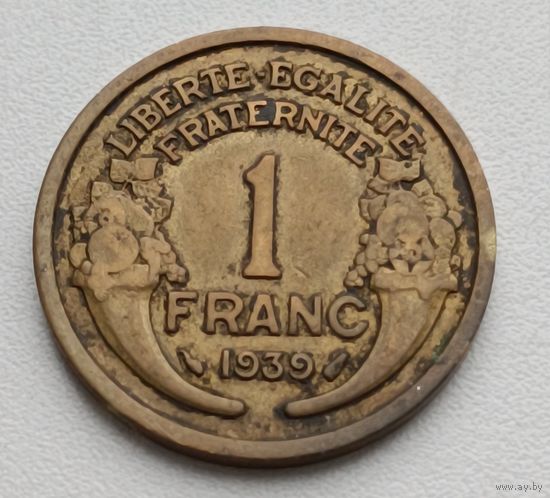 LIBERTE·EGALITE
FRATERNITE
1
FRANC
1939
www.ay.by